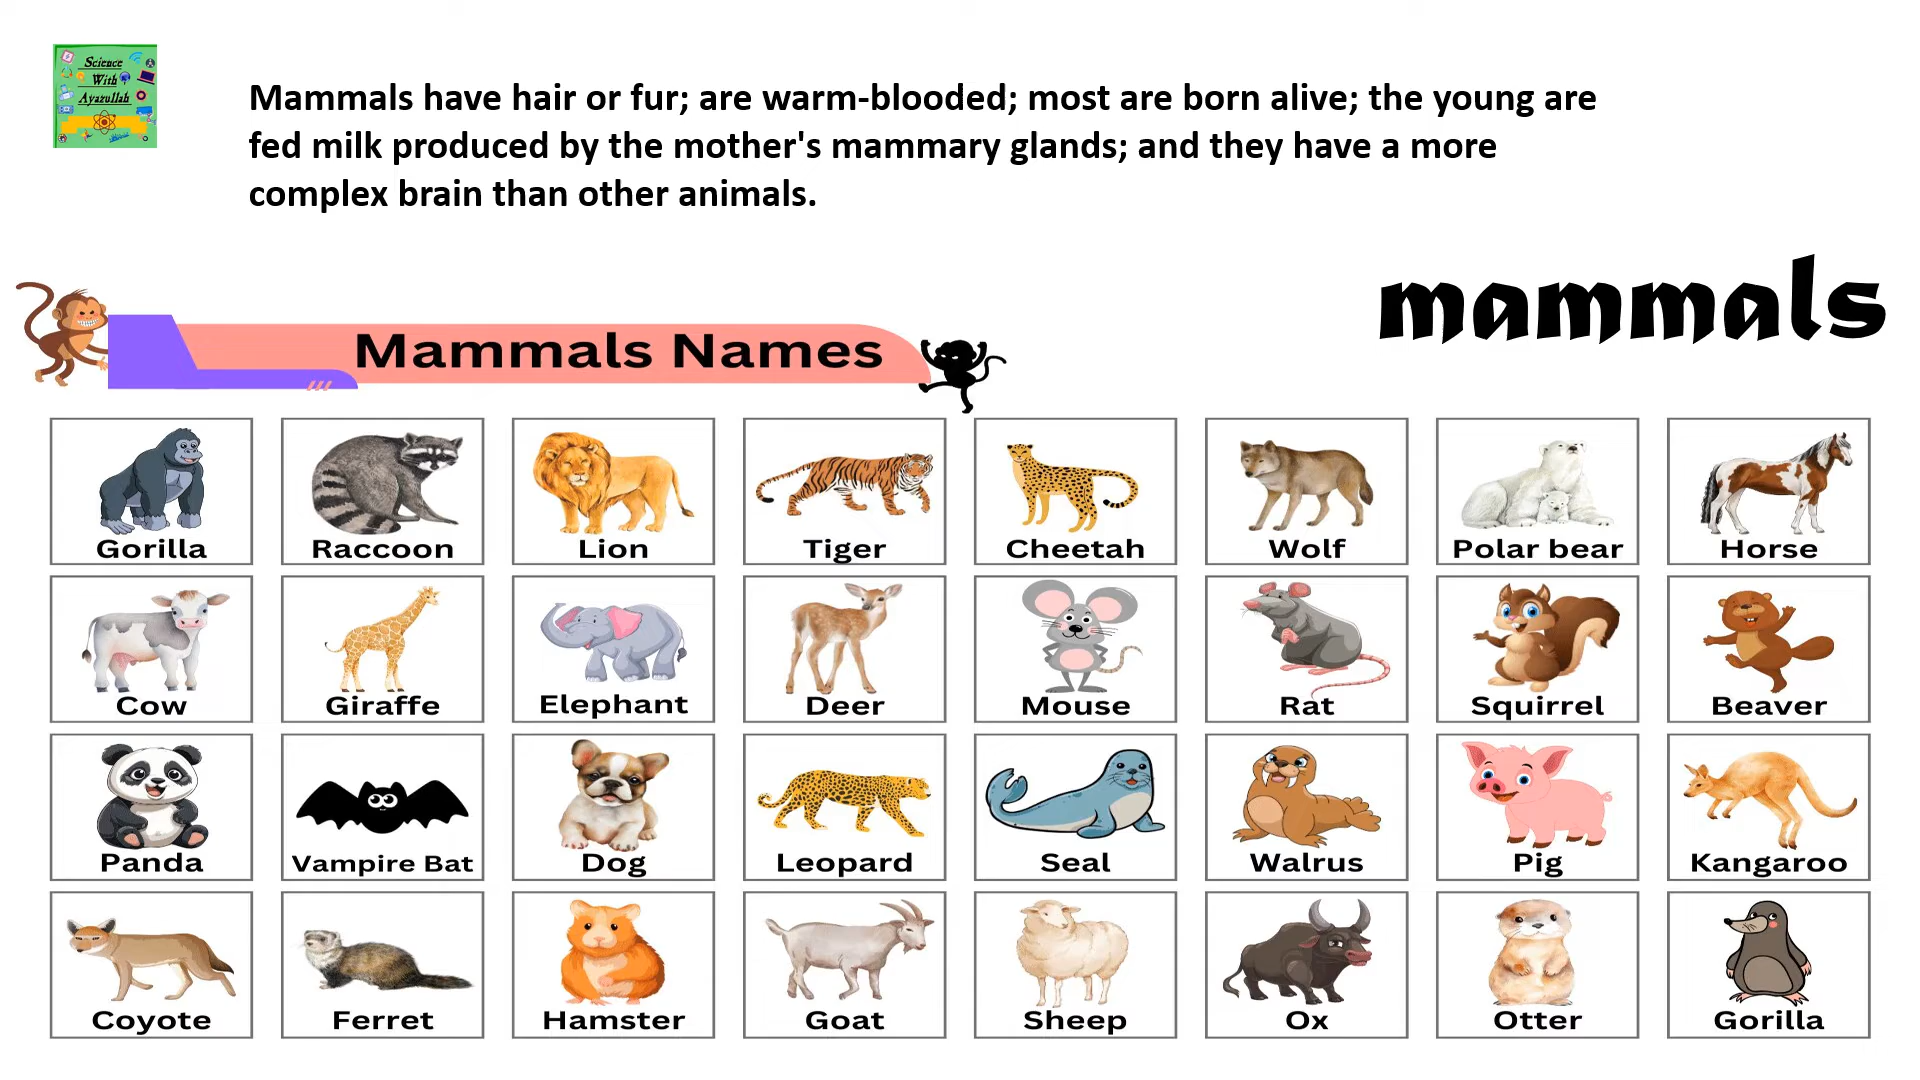 Science
With
Ayazullah
Mammals have hair or fur; are warm-blooded; most are born alive; the young are
fed milk produced by the mother's mammary glands; and they have a more
complex brain than other animals.
mammals
Mammals Names
Gorilla Raccoon Lion Tiger Cheetah Wolf Polar bear Horse
Cow Giraffe Elephant Deer Mouse Rat Squirrel Beaver
Panda Vampire Bat Dog Leopard Seal Walrus Pig Kangaroo
Coyote Ferret Hamster Goat Sheep Ox Otter Gorilla